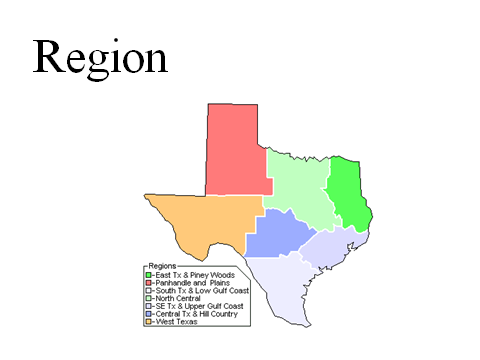 Region
Regions
East Tx & Piney Woods
Panhandle and Plains
South Tx & Low Gulf Coast
North Central
SE Tx & Upper Gulf Coast
Central Tx & Hill Country
West Texas